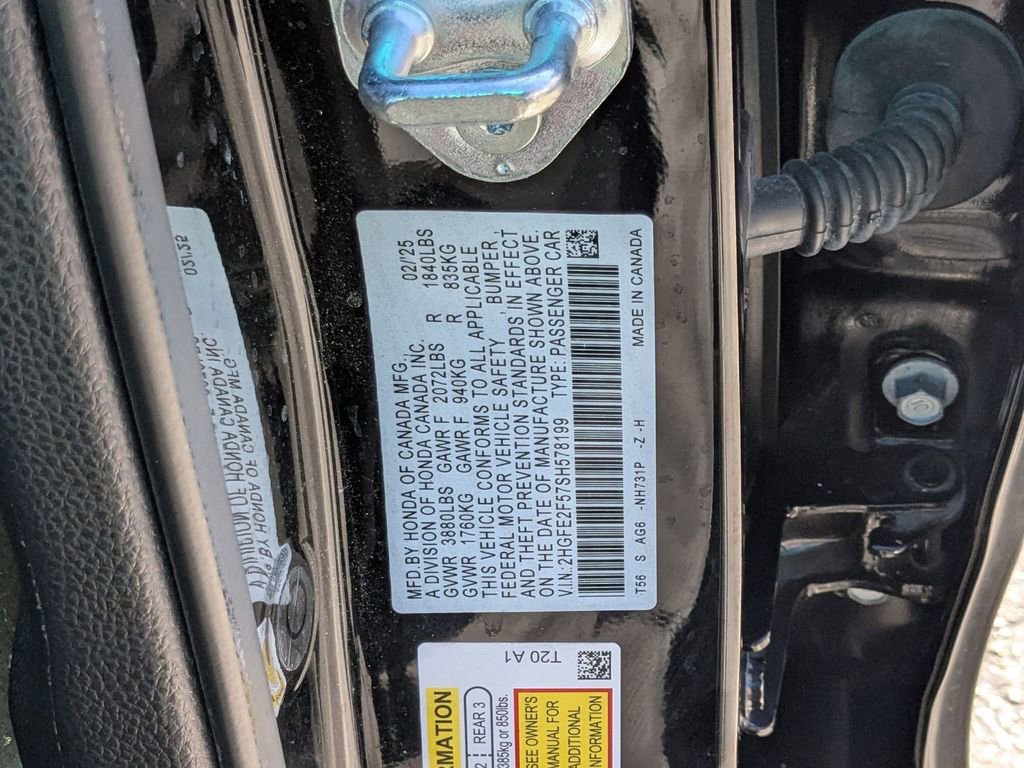 MFD BY HONDA OF CANADA MFG., 02/'25
A DIVISION OF HONDA CANADA INC.
GVWR 3880LBS GAWR F 2072LBS R 1840LBS
GVWR 1760KG GAWR F 940KG R 835KG
THIS VEHICLE CONFORMS TO ALL APPLICABLE
FEDERAL MOTOR VEHICLE SAFETY, BUMPER,
AND THEFT PREVENTION STANDARDS IN EFFECT
ON THE DATE OF MANUFACTURE SHOWN ABOVE.
V.I.N.:2HGFE2F57SH578199 TYPE:PASSENGER CAR
T56 S AG6 -NH731P -Z -H MADE IN CANADA
T20 A1
REAR 3
385kg or 850lbs.
SEE OWNER'S
MANUAL FOR
ADDITIONAL
INFORMATION